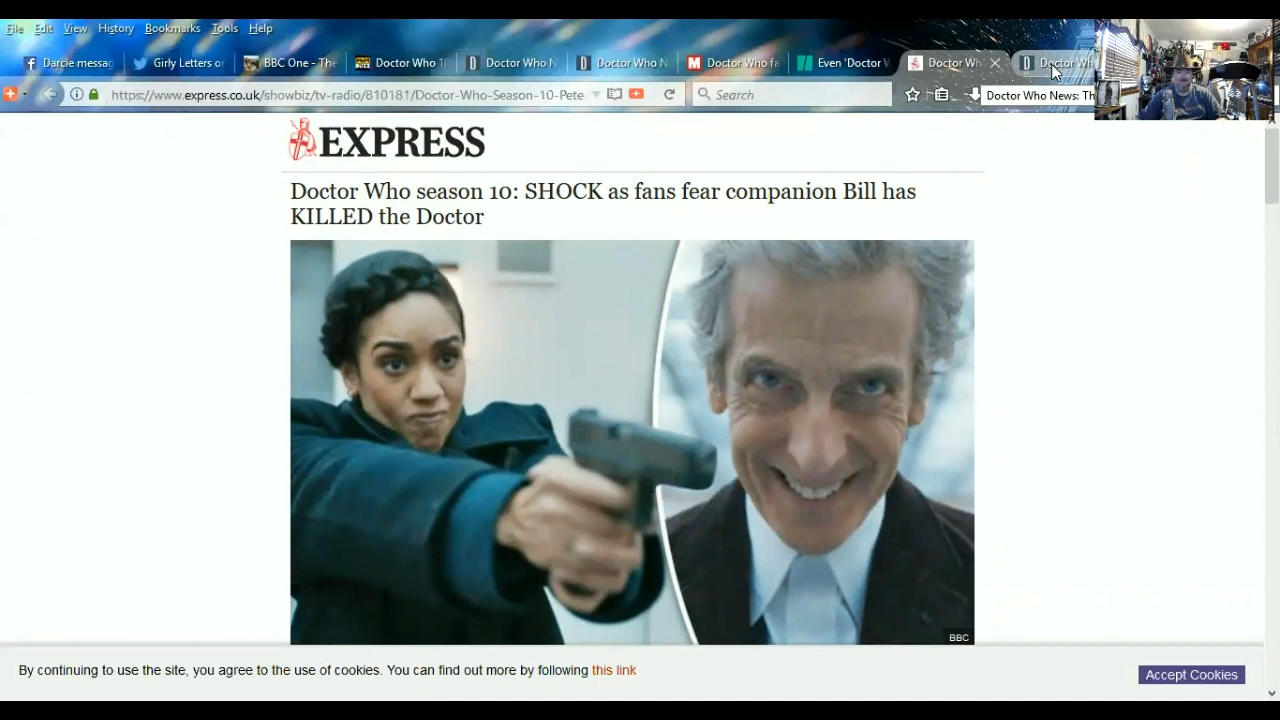 File Edit View History Bookmarks Tools Help
Darcie messag
Girly Letters or
BBC One - The
Doctor Who 1
Doctor Who N
Doctor Who N
Doctor Who fa
Even 'Doctor W
Doctor Wh
Doctor Wh
https://www.express.co.uk/showbiz/tv-radio/
/Doctor-Who-Season-10-Pete
Search
Doctor Who News: Th
EXPRESS
Doctor Who season 10: SHOCK as fans fear companion Bill has
KILLED the Doctor
BBC
By continuing to use the site, you agree to the use of cookies. You can find out more by following this link
Accept Cookies